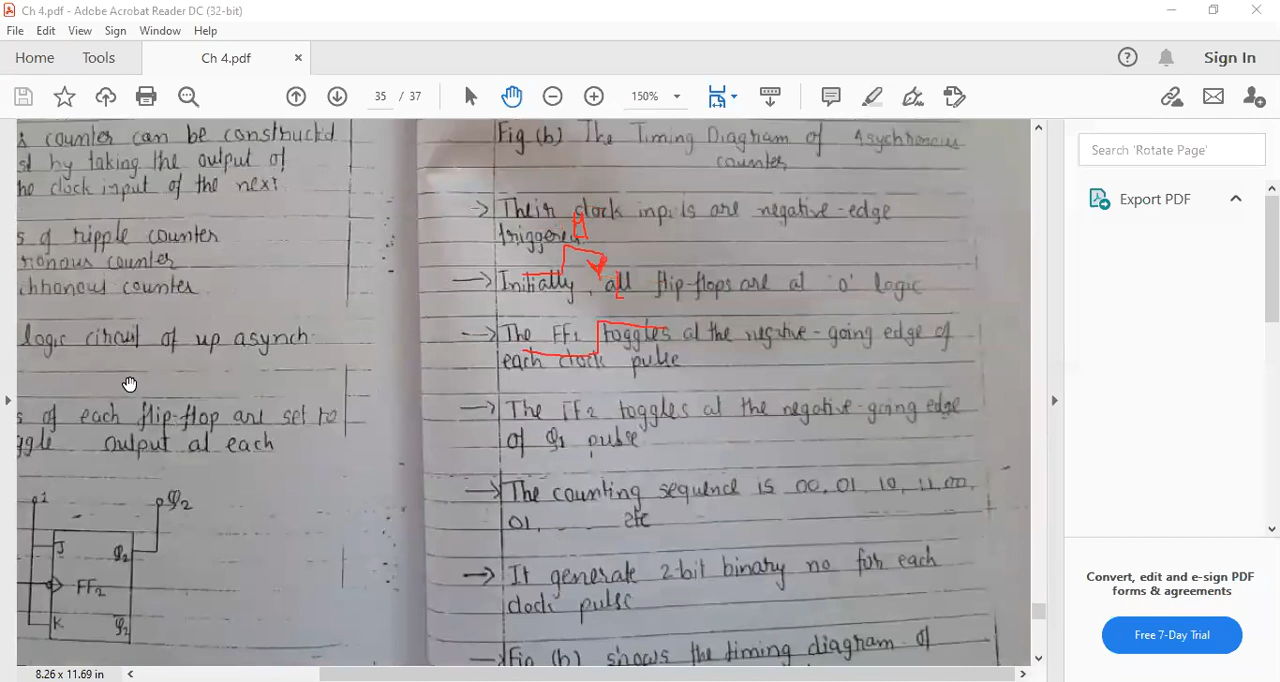 Ch 4.pdf - Adobe Acrobat Reader DC (32-bit)
File Edit View Sign Window Help
Home Tools Ch 4.pdf × Sign In
35 / 37 150%
counter can be constructd
by taking the output of
clock input of the next
s of ripple counter
ronous counter
chhonous counter
logic circuit of up asynch.
s of each flip-flop are set to
ggle output at each
1 Q2
J Q2
FF2
K Q2
Fig (b) The Timing Diagram of Asychronous
counter
-> Their clock inputs are negative-edge
triggered.
-> Initially, all flip-flops are at '0' logic
-> The FF1 toggles at the negative-going edge of
each clock pulse
-> The FF2 toggles at the negative-going edge
of Q1 pulse
-> The counting sequence is 00, 01, 10, 11, 00,
01, ... etc
-> It generate 2-bit binary no for each
clock pulse
-> Fig (b) shows the timing diagram of
Search 'Rotate Page'
Export PDF
Convert, edit and e-sign PDF
forms & agreements
Free 7-Day Trial
8.26 x 11.69 in